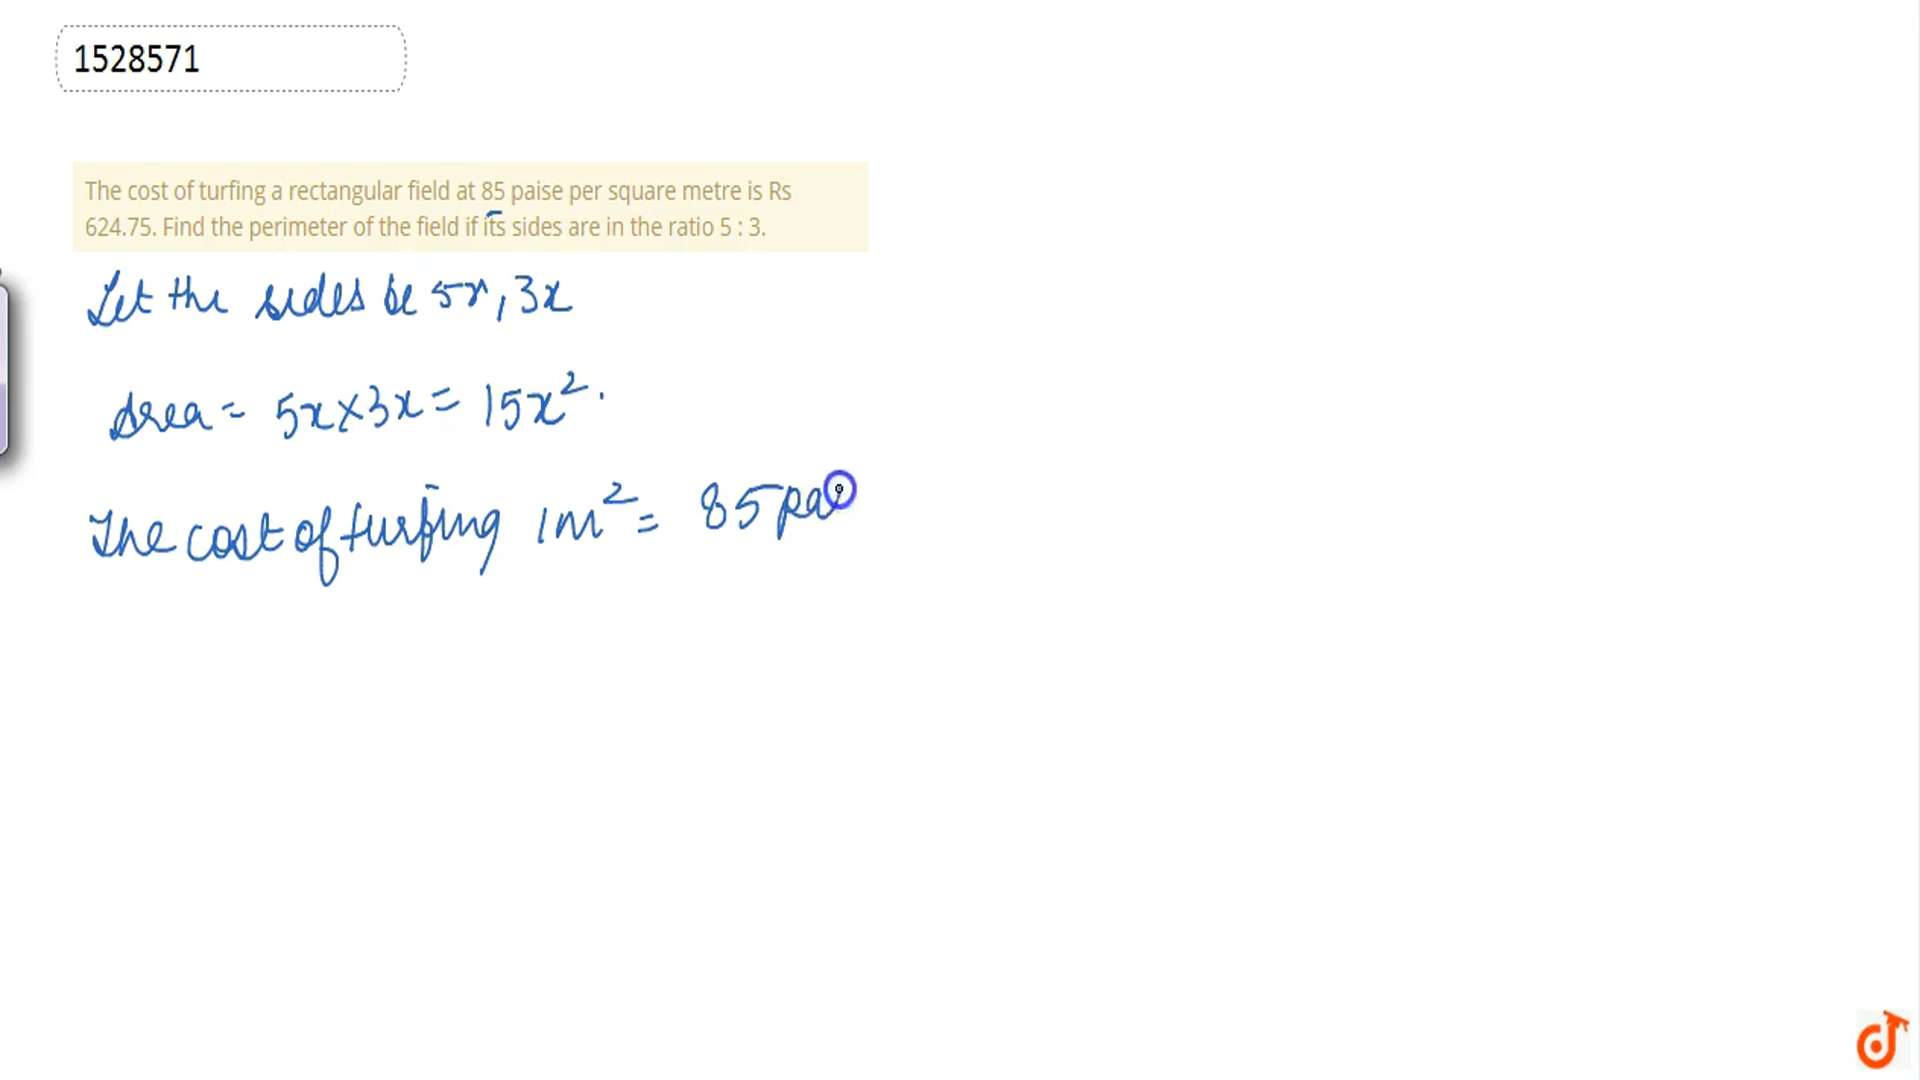 1528571
The cost of turfing a rectangular field at 85 paise per square metre is Rs
624.75. Find the perimeter of the field if its sides are in the ratio 5 : 3.
Let the sides be 5x, 3x
Area = 5x×3x = 15x².
The cost of turfing 1m² = 85 pai